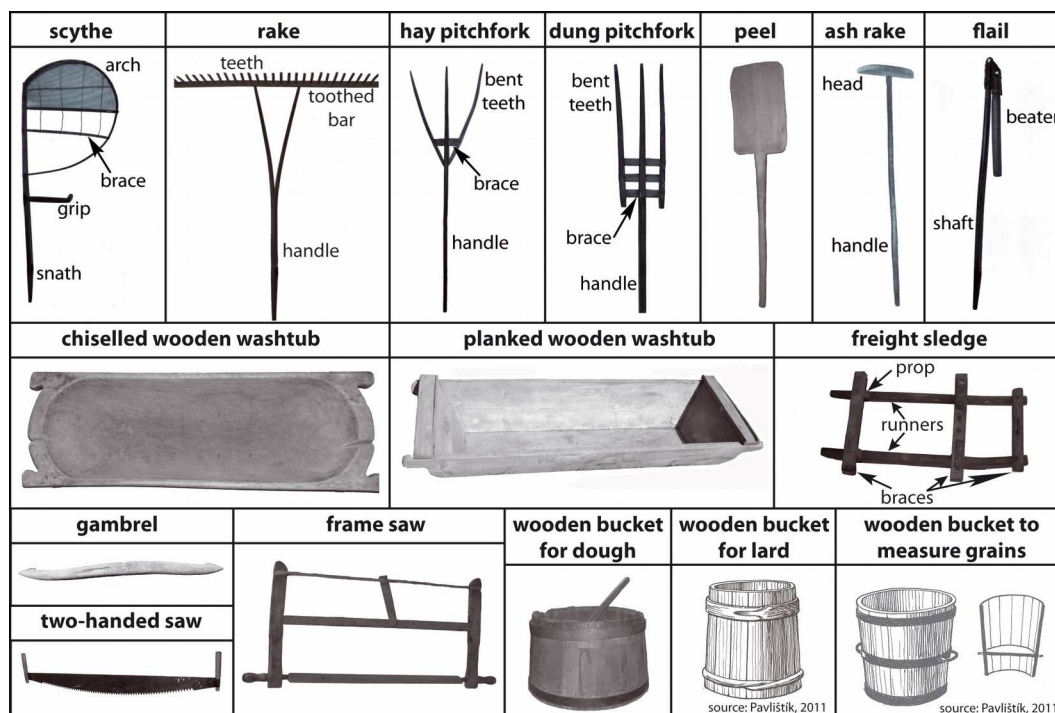 scythe
arch
brace
grip
snath
rake
teeth
toothed
bar
handle
hay pitchfork
bent
teeth
brace
handle
dung pitchfork
bent
teeth
brace
handle
peel
ash rake
head
handle
flail
beater
shaft
chiselled wooden washtub
planked wooden washtub
freight sledge
prop
runners
braces
gambrel
two-handed saw
frame saw
wooden bucket
for dough
wooden bucket
for lard
source: Pavlištík, 2011
wooden bucket to
measure grains
source: Pavlištík, 2011